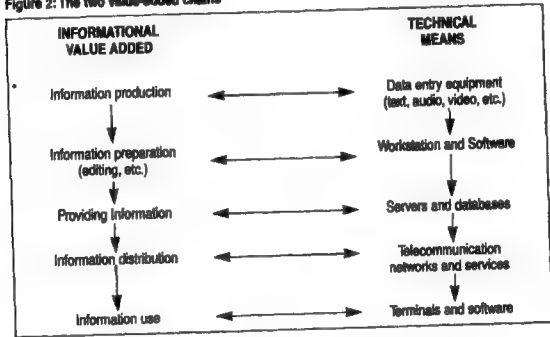 Figure 2: The two value-added chains
INFORMATIONAL
VALUE ADDED
TECHNICAL
MEANS
Information production
Data entry equipment
(text, audio, video, etc.)
Information preparation
(editing, etc.)
Workstation and Software
Providing Information
Servers and databases
Information distribution
Telecommunication
networks and services
Information use
Terminals and software